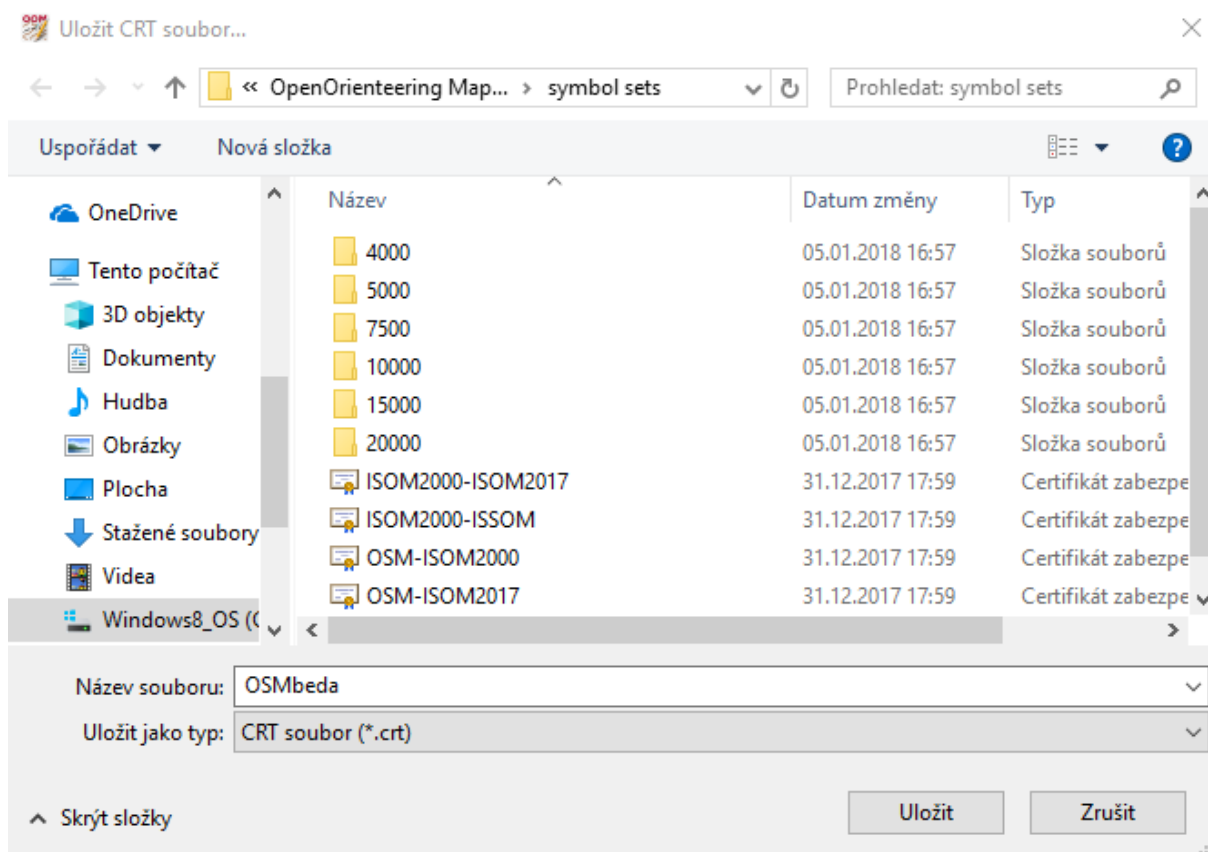 Uložit CRT soubor...
« OpenOrienteering Map... › symbol sets
Prohledat: symbol sets
Uspořádat Nová složka
OneDrive
Tento počítač
3D objekty
Dokumenty
Hudba
Obrázky
Plocha
Stažené soubory
Videa
Windows8_OS (C
Název Datum změny Typ
4000 05.01.2018 16:57 Složka souborů
5000 05.01.2018 16:57 Složka souborů
7500 05.01.2018 16:57 Složka souborů
10000 05.01.2018 16:57 Složka souborů
15000 05.01.2018 16:57 Složka souborů
20000 05.01.2018 16:57 Složka souborů
ISOM2000-ISOM2017 31.12.2017 17:59 Certifikát zabezpe
ISOM2000-ISSOM 31.12.2017 17:59 Certifikát zabezpe
OSM-ISOM2000 31.12.2017 17:59 Certifikát zabezpe
OSM-ISOM2017 31.12.2017 17:59 Certifikát zabezpe
Název souboru: OSMbeda
Uložit jako typ: CRT soubor (*.crt)
Skrýt složky
Uložit Zrušit